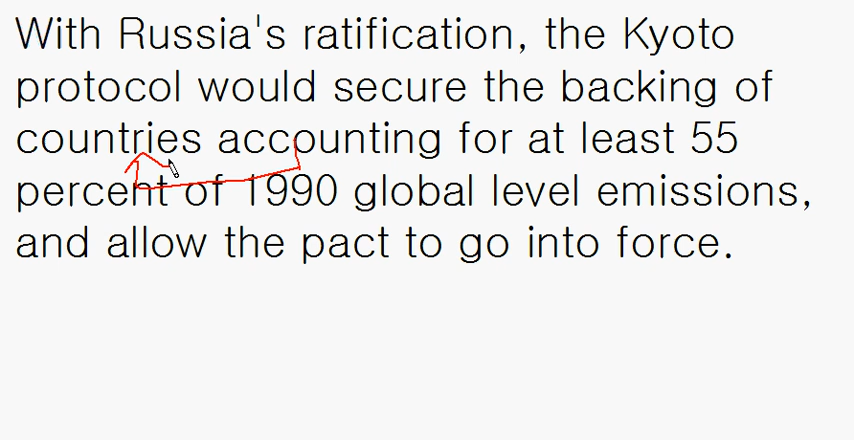 With Russia's ratification, the Kyoto
protocol would secure the backing of
countries accounting for at least 55
percent of 1990 global level emissions,
and allow the pact to go into force.